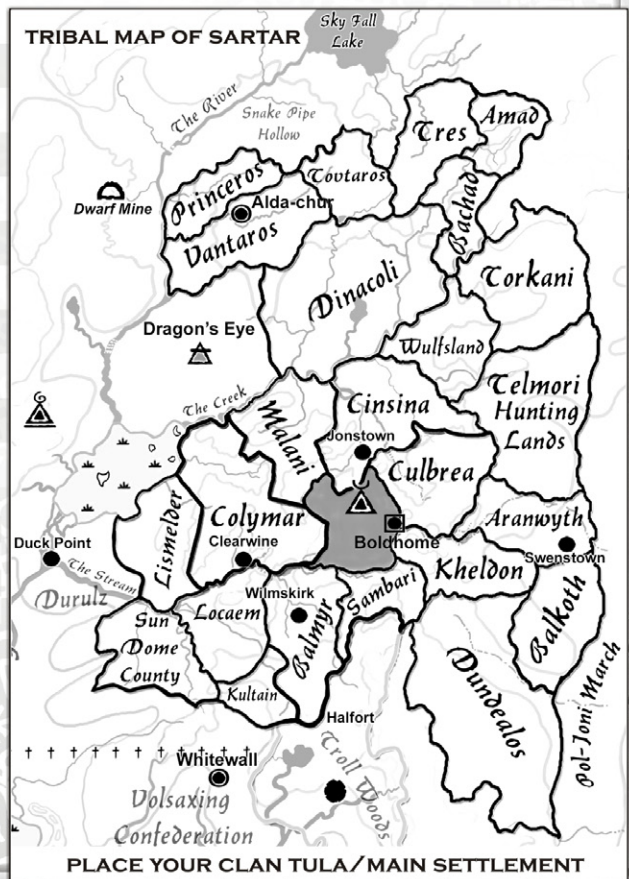 Sky Fall
Lake
TRIBAL MAP OF SARTAR
The River
Snake Pipe
Hollow
Tres
Amad
Dwarf Mine
Princeros
Tovtaros
Alda-chur
Bachad
Vantaros
Dinacoli
Torkani
Dragon's Eye
Wulfsland
The Creek
Malani
Cinsina
Telmori
Hunting
Lands
Jonstown
Culbrea
Lismelder
Colymar
Aranwyth
Duck Point
Clearwine
Boldhome
Swenstown
The Stream
Kheldon
Durulz
Wilmskirk
Sambari
Locaem
Balmyr
Balkoth
Sun
Dome
County
Kultain
Dundealos
Pol-Joni March
Halfort
Whitewall
Troll Woods
Volsaxing
Confederation
PLACE YOUR CLAN TULA/MAIN SETTLEMENT